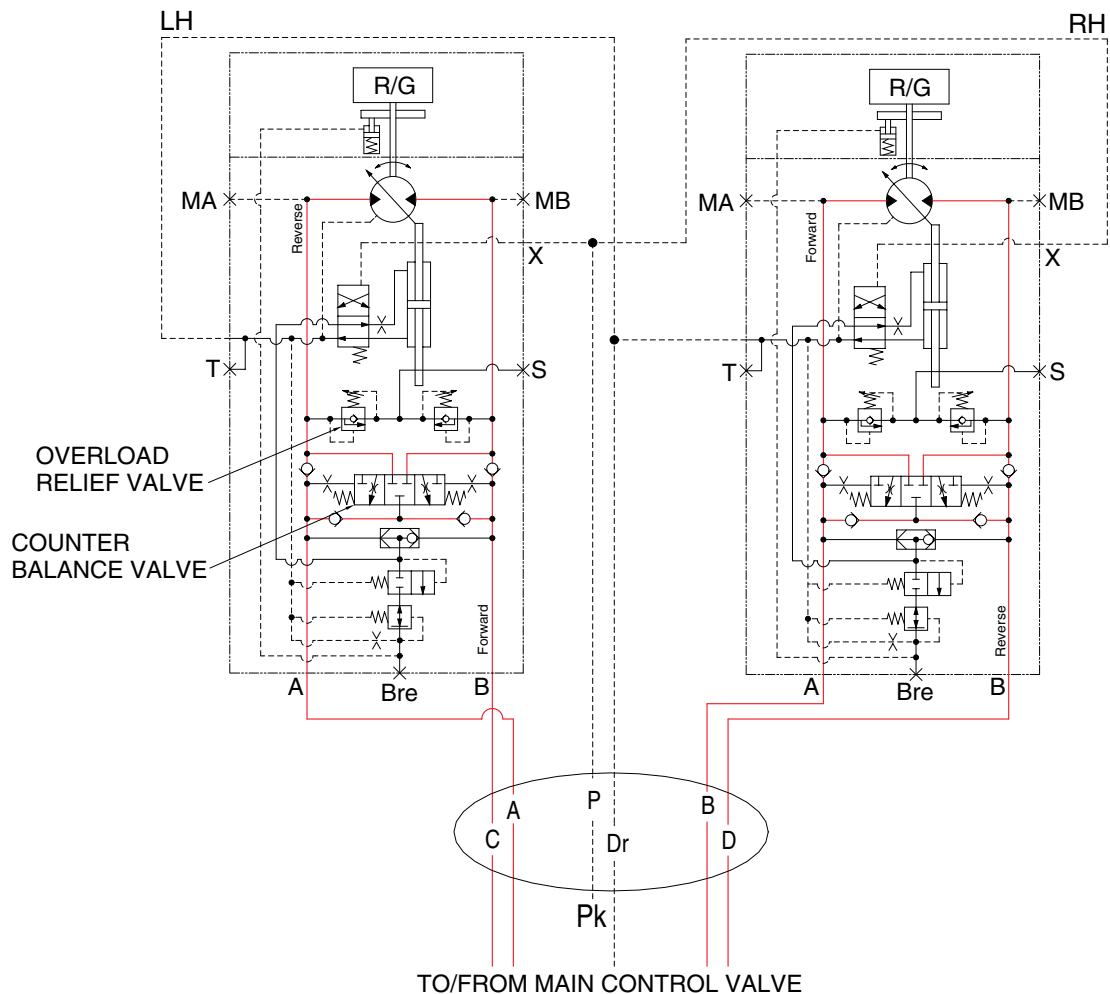 LH
RH
R/G
R/G
MA
MB
MA
MB
Reverse
Forward
X
X
T
S
T
S
OVERLOAD
RELIEF VALVE
COUNTER
BALANCE VALVE
Forward
Reverse
A
Bre
B
A
Bre
B
C
A
P
Dr
B
D
Pk
TO/FROM MAIN CONTROL VALVE